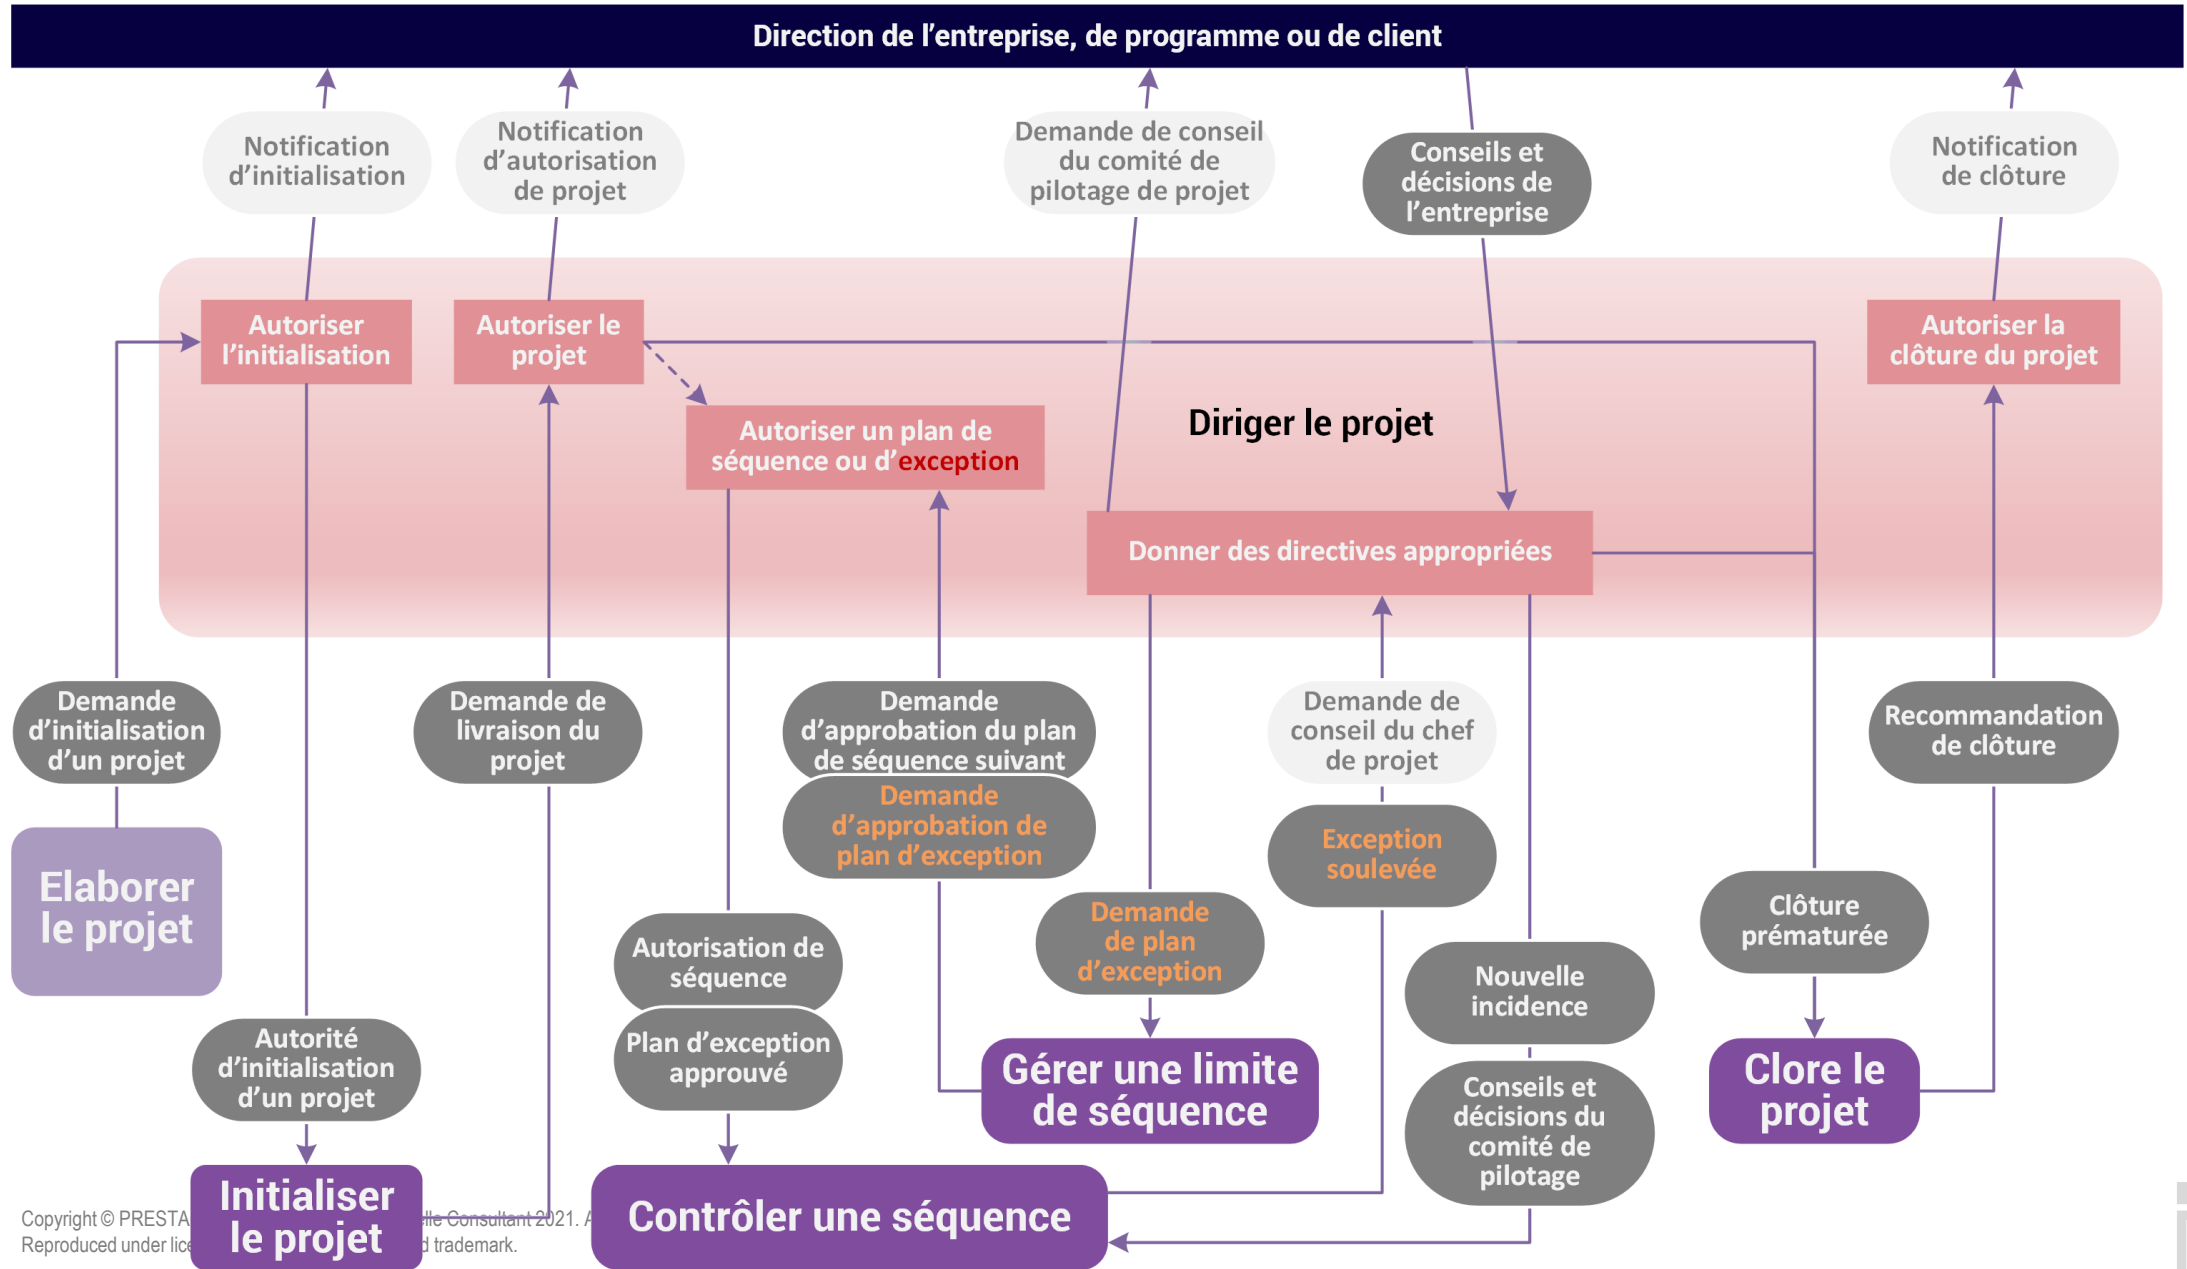 Direction de l'entreprise, de programme ou de client
Notification
d'initialisation
Notification
d'autorisation
de projet
Demande de conseil
du comité de
pilotage de projet
Conseils et
décisions de
l'entreprise
Notification
de clôture
Autoriser
l'initialisation
Autoriser le
projet
Autoriser la
clôture du projet
Autoriser un plan de
séquence ou d'exception
Diriger le projet
Donner des directives appropriées
Demande
d'initialisation
d'un projet
Demande de
livraison du
projet
Demande
d'approbation du plan
de séquence suivant
Demande
d'approbation de
plan d'exception
Demande de
conseil du chef
de projet
Exception
soulevée
Recommandation
de clôture
Elaborer
le projet
Autorisation de
séquence
Plan d'exception
approuvé
Demande
de plan
d'exception
Nouvelle
incidence
Clôture
prématurée
Autorité
d'initialisation
d'un projet
Gérer une limite
de séquence
Conseils et
décisions du
comité de
pilotage
Clore le
projet
Initialiser
le projet
Contrôler une séquence
Copyright © PRESTA Consultant 2021.
Reproduced under d trademark.